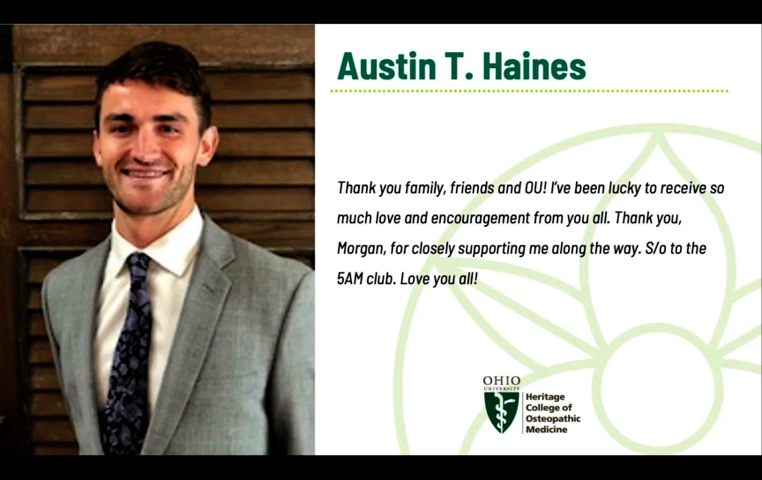 Austin T. Haines
Thank you family, friends and OU! I've been lucky to receive so
much love and encouragement from you all. Thank you,
Morgan, for closely supporting me along the way. S/o to the
5AM club. Love you all!
OHIO
UNIVERSITY
Heritage
College of
Osteopathic
Medicine